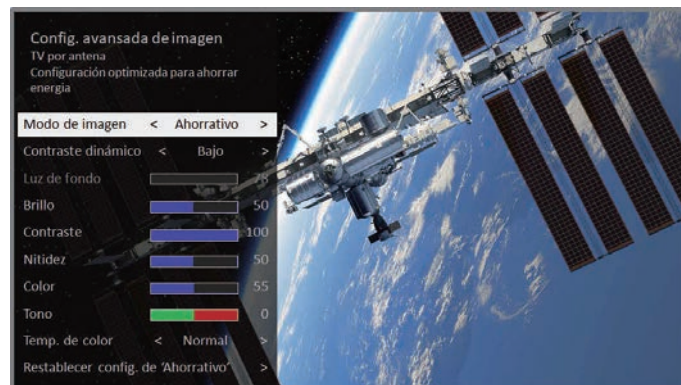 Config. avansada de imagen
TV por antena
Configuración optimizada para ahorrar
energia
Modo de imagen < Ahorrativo >
Contraste dinámico < Bajo >
Luz de fondo 78
Brillo 50
Contraste 100
Nitidez 50
Color 55
Tono 0
Temp. de color < Normal >
Restablecer config. de 'Ahorrativo' >